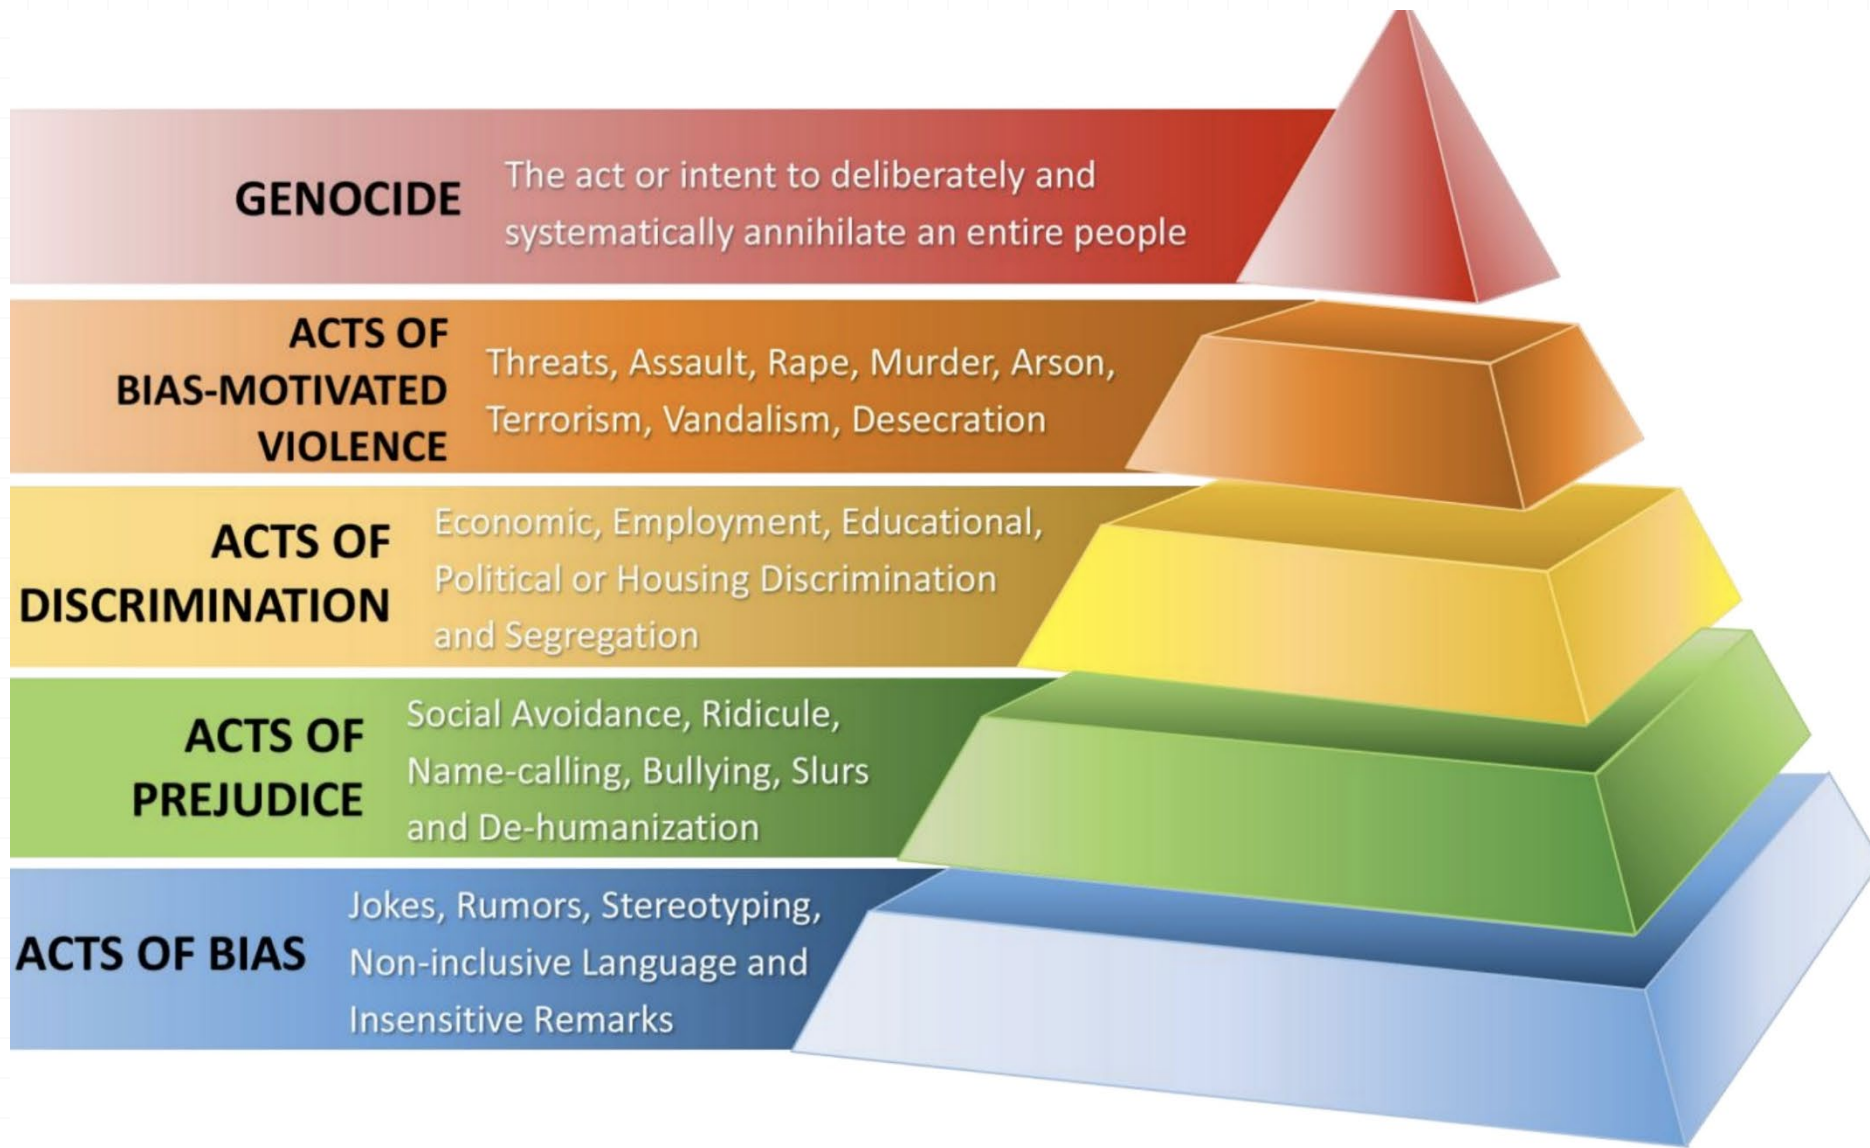 GENOCIDE
The act or intent to deliberately and
systematically annihilate an entire people
ACTS OF
BIAS-MOTIVATED
VIOLENCE
Threats, Assault, Rape, Murder, Arson,
Terrorism, Vandalism, Desecration
ACTS OF
DISCRIMINATION
Economic, Employment, Educational,
Political or Housing Discrimination
and Segregation
ACTS OF
PREJUDICE
Social Avoidance, Ridicule,
Name-calling, Bullying, Slurs
and De-humanization
ACTS OF BIAS
Jokes, Rumors, Stereotyping,
Non-inclusive Language and
Insensitive Remarks